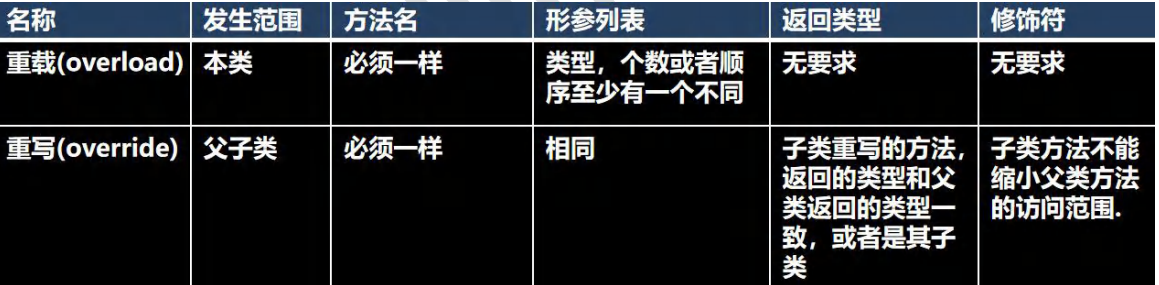 名称 发生范围 方法名 形参列表 返回类型 修饰符
重载(overload) 本类 必须一样 类型，个数或者顺 无要求 无要求
序至少有一个不同
重写(override) 父子类 必须一样 相同 子类重写的方法， 子类方法不能
返回的类型和父 缩小父类方法
类返回的类型一 的访问范围.
致，或者是其子
类